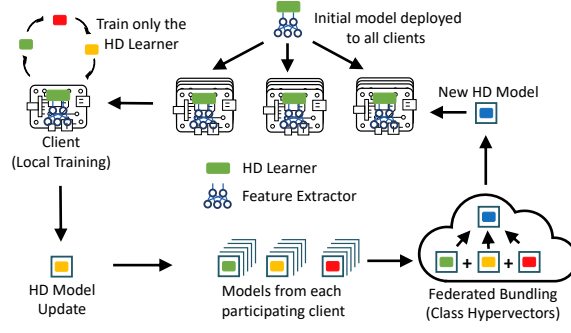 Train only the
HD Learner
Initial model deployed
to all clients
New HD Model
Client
(Local Training)
HD Learner
Feature Extractor
HD Model
Update
Models from each
participating client
+
+
Federated Bundling
(Class Hypervectors)